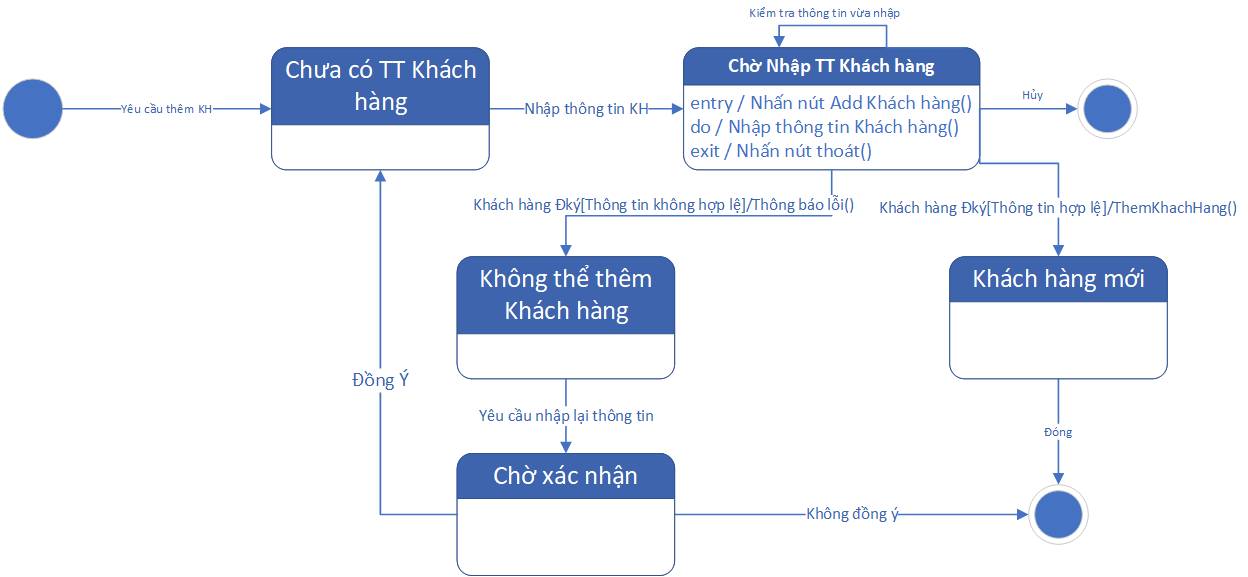 Kiểm tra thông tin vừa nhập
Chưa có TT Khách
hàng
Chờ Nhập TT Khách hàng
Yêu cầu thêm KH
Nhập thông tin KH
entry / Nhấn nút Add Khách hàng()
do / Nhập thông tin Khách hàng()
exit / Nhấn nút thoát()
Hủy
Khách hàng Đký[Thông tin không hợp lệ]/Thông báo lỗi()
Khách hàng Đký[Thông tin hợp lệ]/ThemKhachHang()
Không thể thêm
Khách hàng
Khách hàng mới
Đồng Ý
Yêu cầu nhập lại thông tin
Đóng
Chờ xác nhận
Không đồng ý